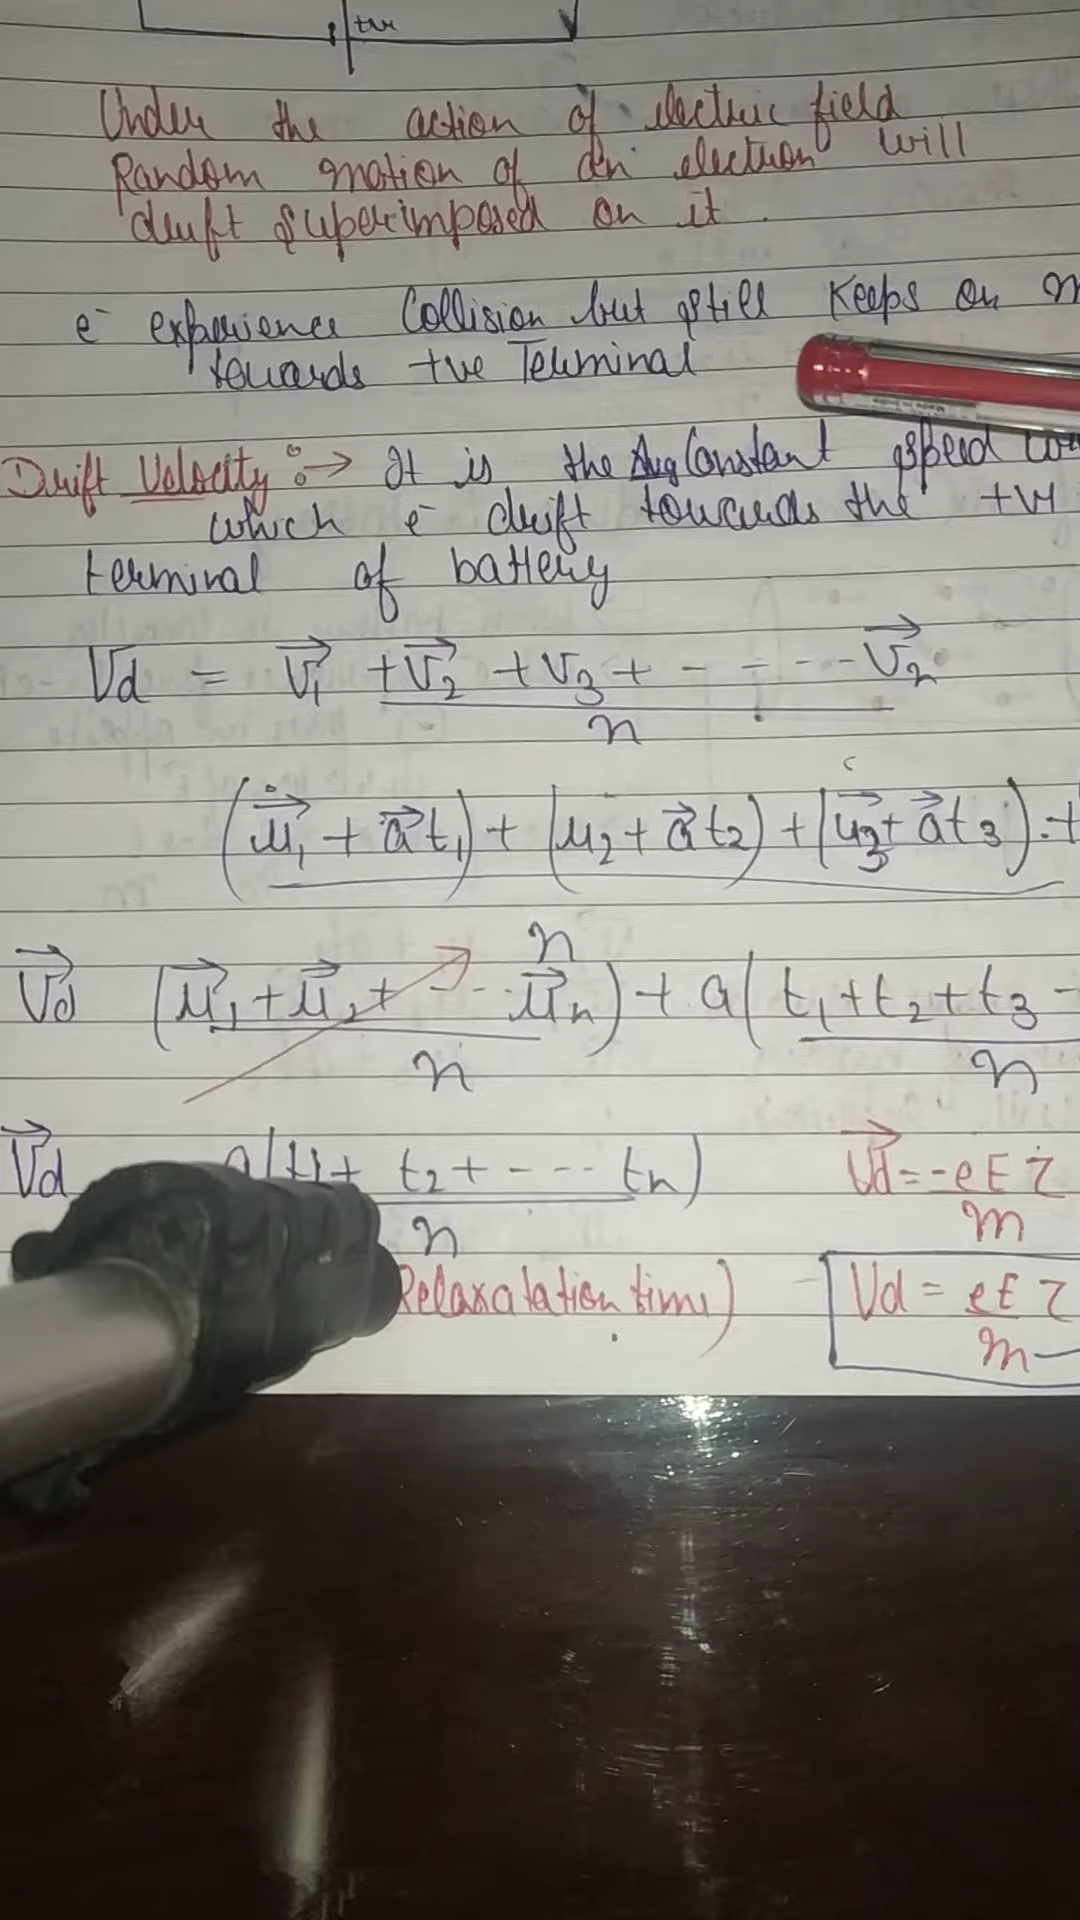 +ve
Under the action of electric field
Random motion of an electron will
drift superimposed on it.
e⁻ experience Collision but still Keeps on
towards +ve Terminal
Drift Velocity :→ It is the Avg Constant speed
which e⁻ drift towards the +v
terminal of battery
Vd = V⃗₁ + V⃗₂ + V₃ + - - - - V⃗n
n
(u⃗₁ + a⃗t₁) + (u₂ + a⃗t₂) + (u⃗₃ + a⃗t₃) +
n
V⃗d (u⃗₁ + u⃗₂ + - - - u⃗n) + a(t₁ + t₂ + t₃ -
n n
V⃗d a(t1 + t₂ + - - - - tn) V⃗d = -eEτ
n m
Relaxatation time) Vd = eEτ
m